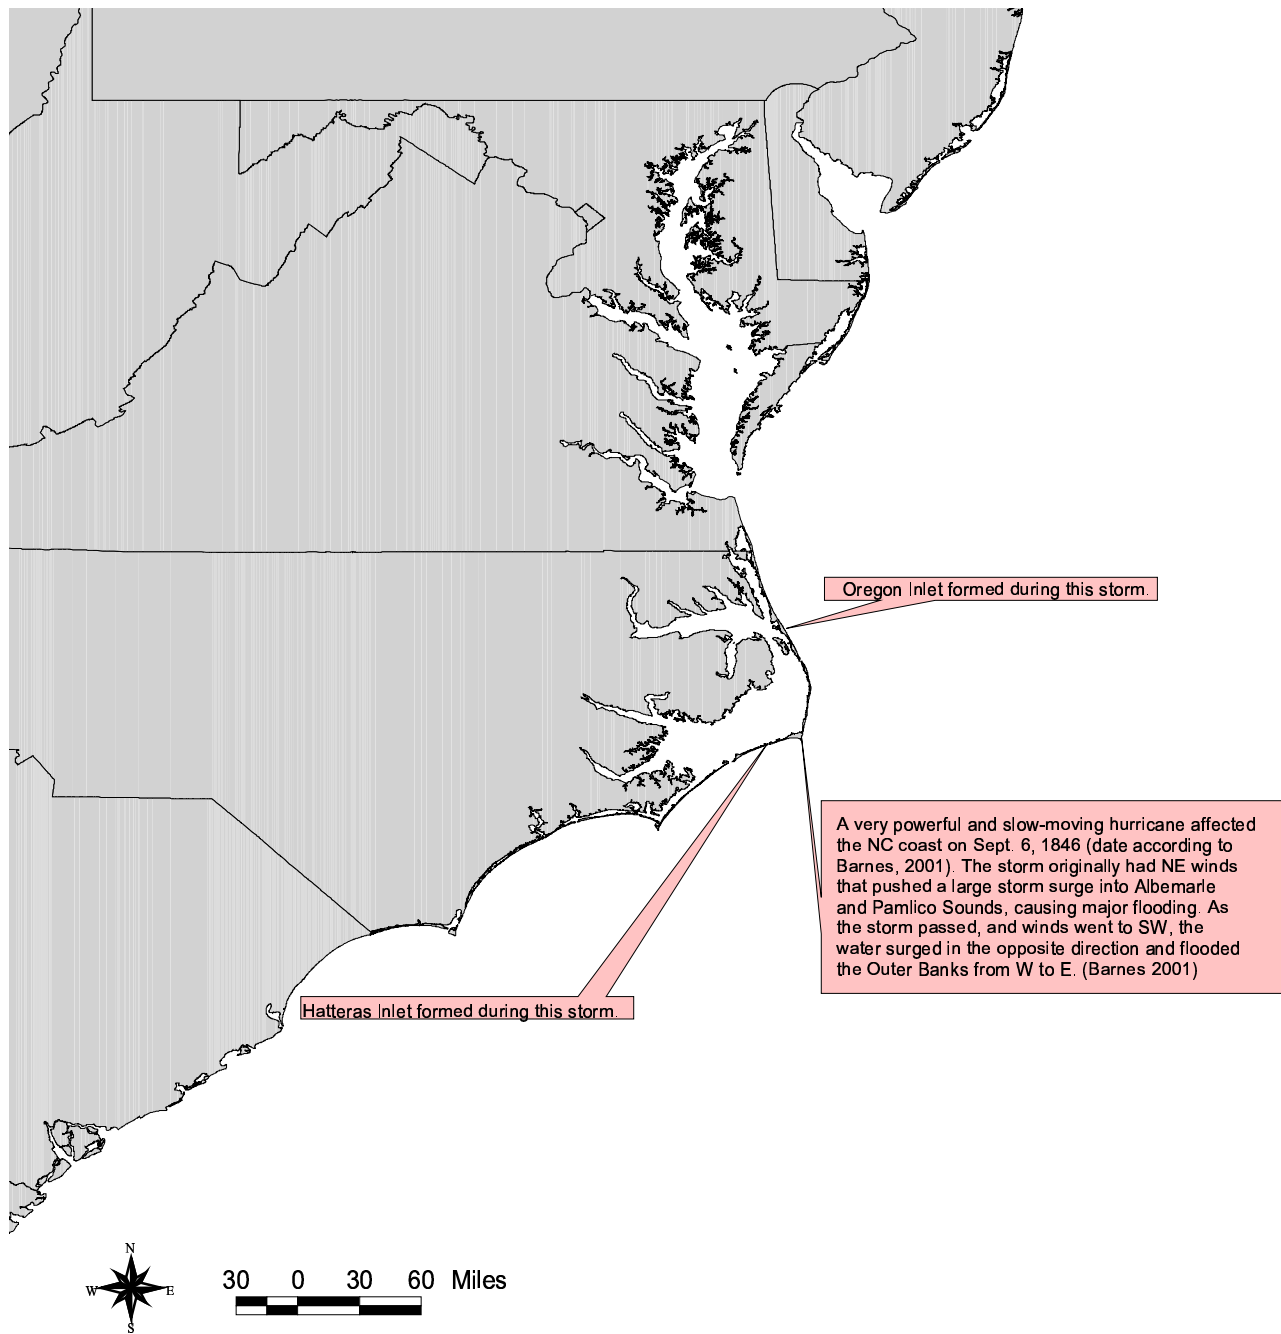 Oregon Inlet formed during this storm.
A very powerful and slow-moving hurricane affected
the NC coast on Sept. 6, 1846 (date according to
Barnes, 2001). The storm originally had NE winds
that pushed a large storm surge into Albemarle
and Pamlico Sounds, causing major flooding. As
the storm passed, and winds went to SW, the
water surged in the opposite direction and flooded
the Outer Banks from W to E. (Barnes 2001)
Hatteras Inlet formed during this storm.
N
W E
S
30 0 30 60 Miles